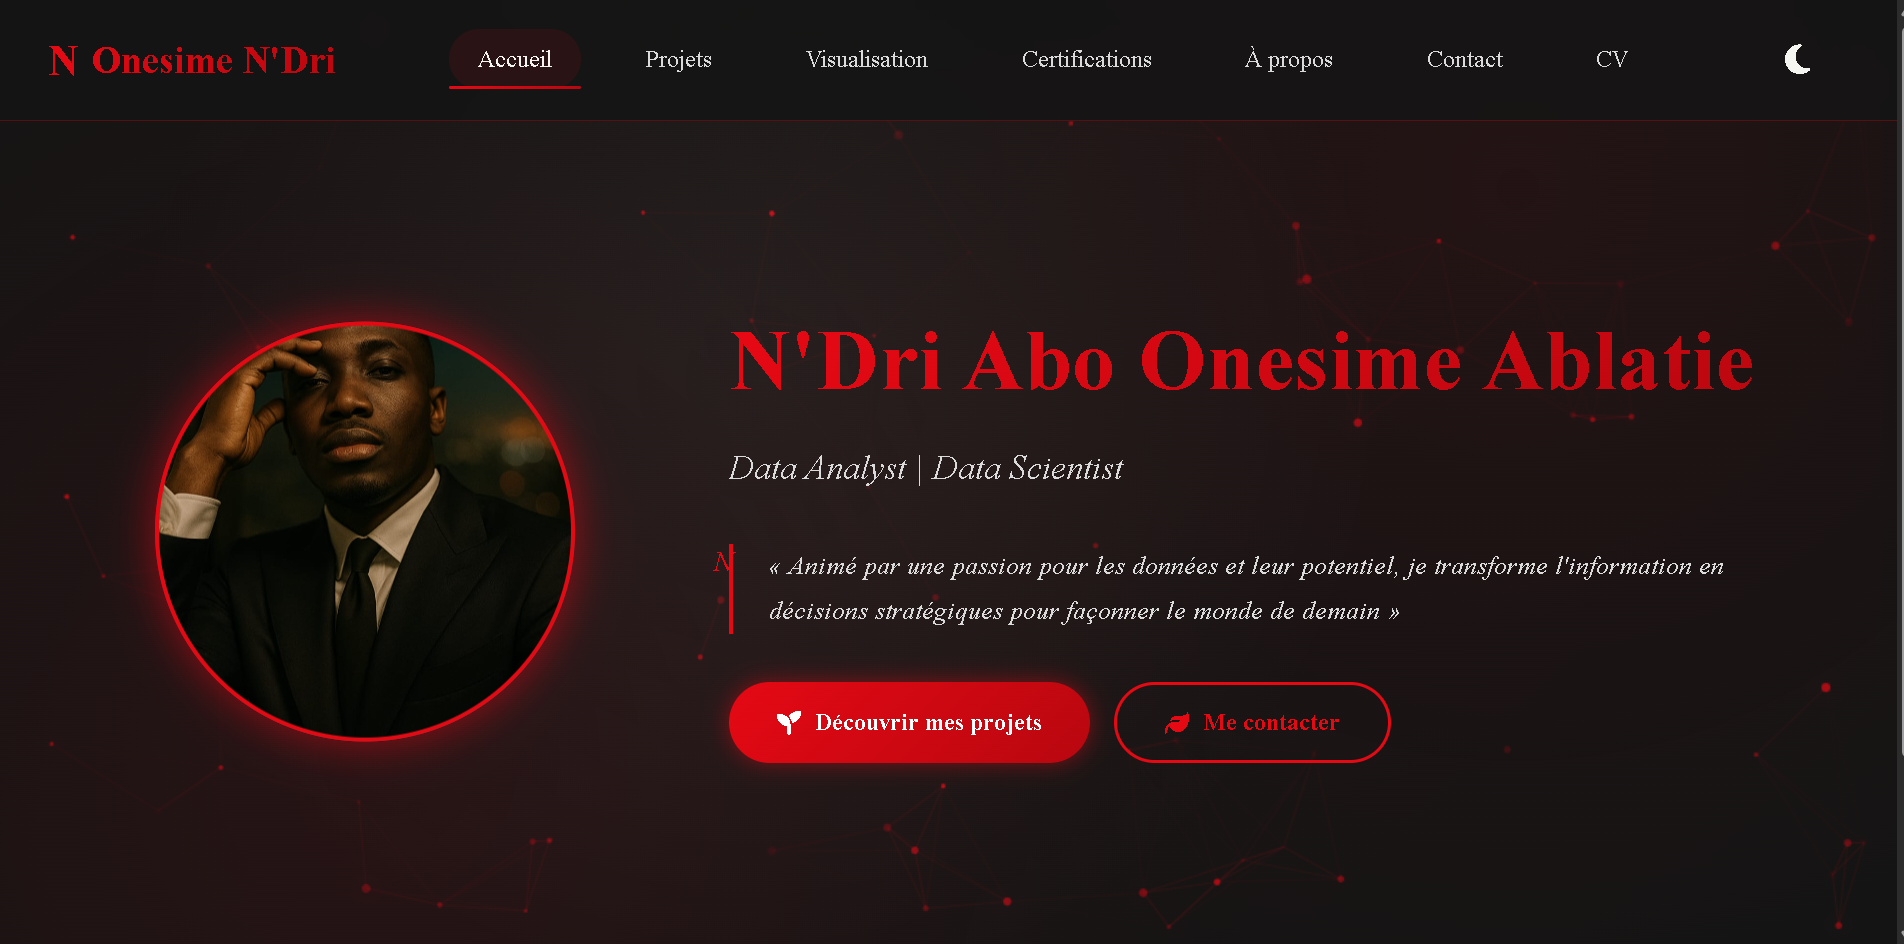 N Onesime N'Dri
Accueil
Projets
Visualisation
Certifications
À propos
Contact
CV
N'Dri Abo Onesime Ablatie
Data Analyst | Data Scientist
N
« Animé par une passion pour les données et leur potentiel, je transforme l'information en
décisions stratégiques pour façonner le monde de demain »
Découvrir mes projets
Me contacter